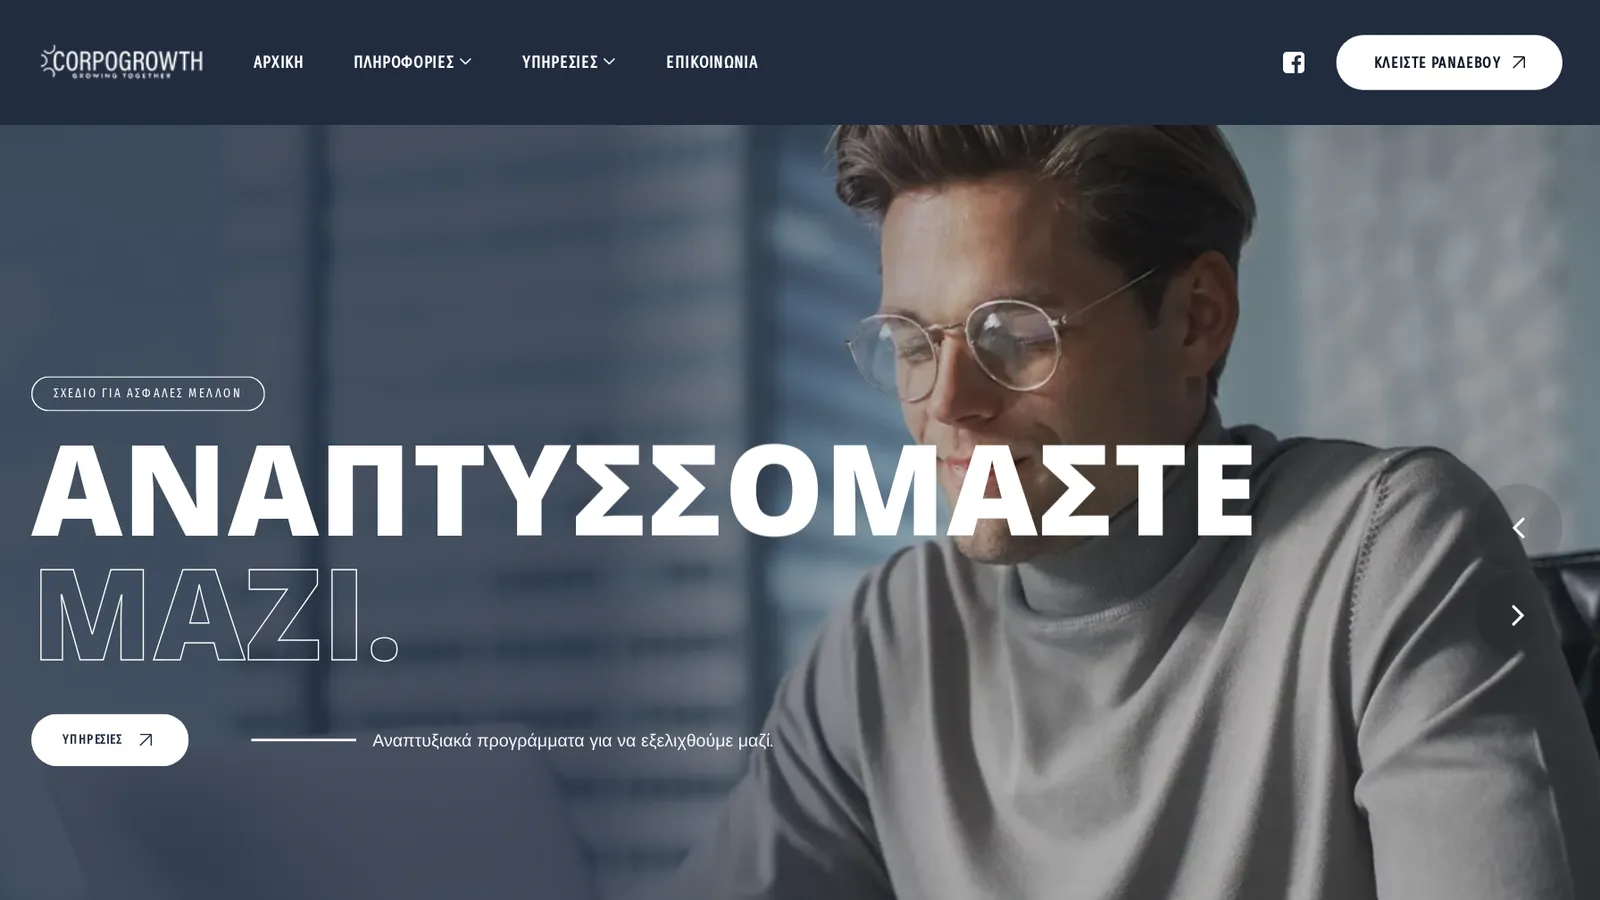 CORPOGROWTH
GROWING TOGETHER
ΑΡΧΙΚΗ
ΠΛΗΡΟΦΟΡΙΕΣ
ΥΠΗΡΕΣΙΕΣ
ΕΠΙΚΟΙΝΩΝΙΑ
ΚΛΕΙΣΤΕ ΡΑΝΔΕΒΟΥ
ΣΧΕΔΙΟ ΓΙΑ ΑΣΦΑΛΕΣ ΜΕΛΛΟΝ
ΑΝΑΠΤΥΣΣΟΜΑΣΤΕ
ΜΑΖΙ.
ΥΠΗΡΕΣΙΕΣ
Αναπτυξιακά προγράμματα για να εξελιχθούμε μαζί.